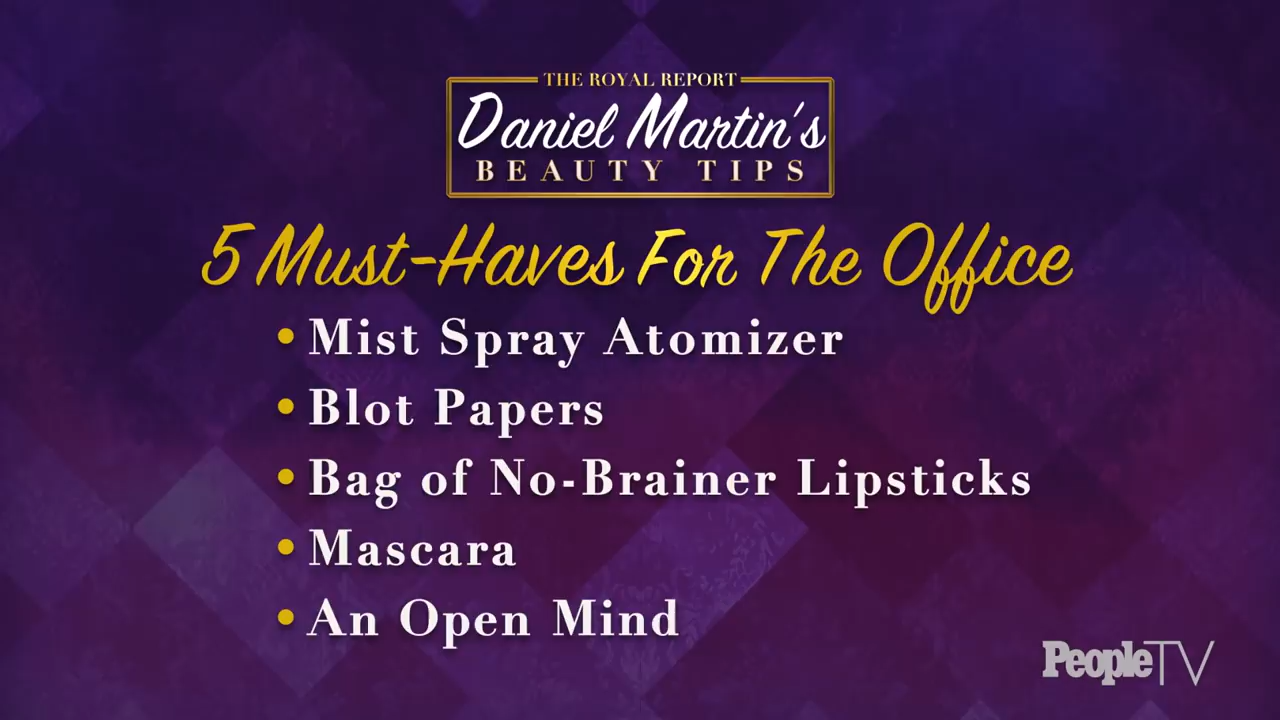 THE ROYAL REPORT
Daniel Martin's
BEAUTY TIPS
5 Must-Haves For The Office
• Mist Spray Atomizer
• Blot Papers
• Bag of No-Brainer Lipsticks
• Mascara
• An Open Mind
PeopleTV